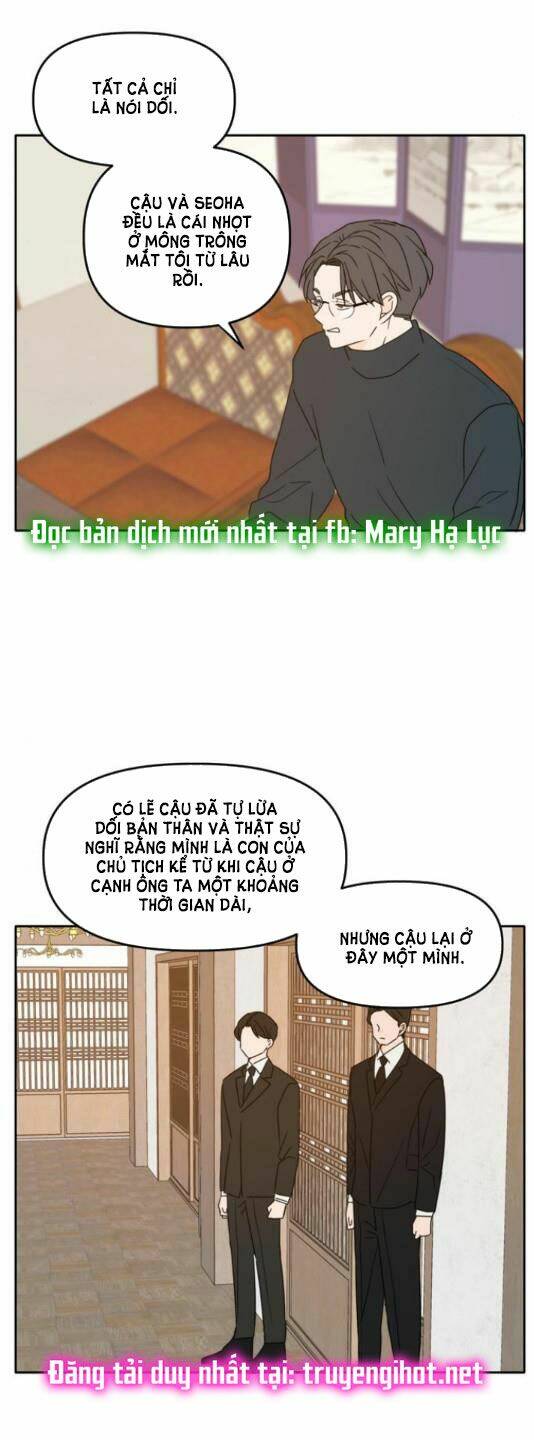 TẤT CẢ CHỈ
LÀ NÓI DỐI.
CẬU VÀ SEOHA
ĐỀU LÀ CÁI NHỌT
Ở MÔNG TRONG
MẮT TÔI TỪ LÂU
RỒI.
Đọc bản dịch mới nhất tại fb: Mary Hạ Lục
CÓ LẼ CẬU ĐÃ TỰ LỪA
DỐI BẢN THÂN VÀ THẬT SỰ
NGHĨ RẰNG MÌNH LÀ CON CỦA
CHỦ TỊCH KỂ TỪ KHI CẬU Ở
CẠNH ÔNG TA MỘT KHOẢNG
THỜI GIAN DÀI,
NHƯNG CẬU LẠI Ở
ĐÂY MỘT MÌNH.
Đăng tải duy nhất tại: truyengihot.net